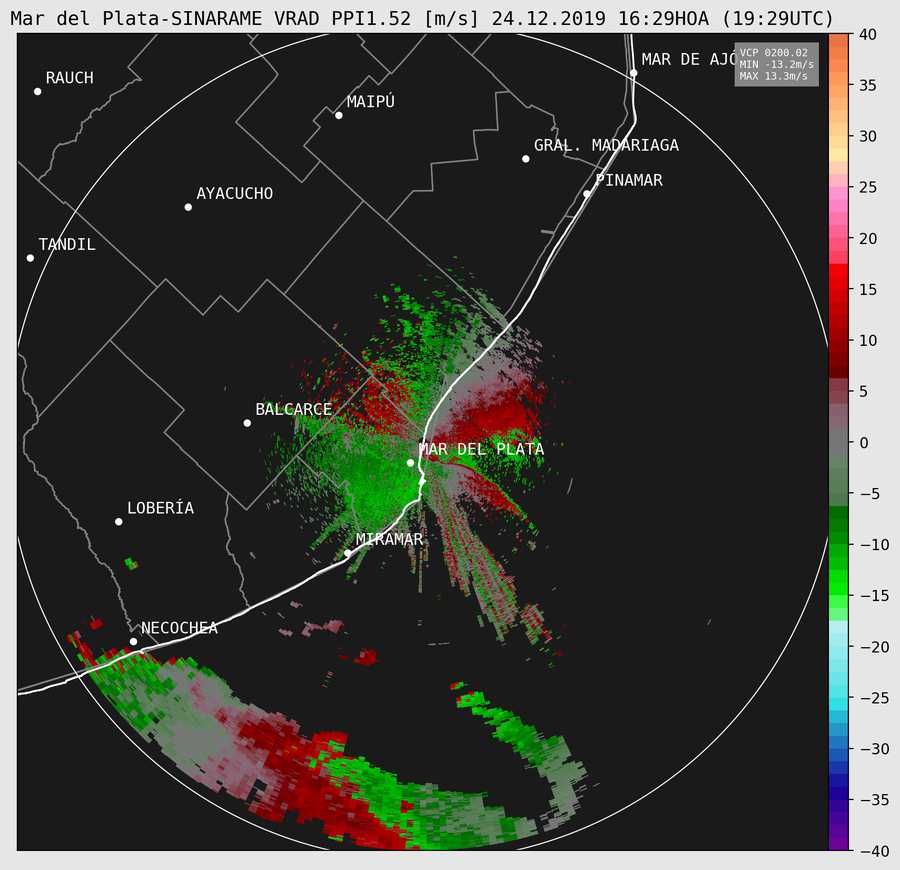 Mar del Plata-SINARAME VRAD PPI1.52 [m/s] 24.12.2019 16:29HOA (19:29UTC)
VCP 0200.02
MIN -13.2m/s
MAX 13.3m/s
MAR DE AJÓ
RAUCH
MAIPÚ
GRAL. MADARIAGA
PINAMAR
AYACUCHO
TANDIL
BALCARCE
MAR DEL PLATA
LOBERÍA
MIRAMAR
NECOCHEA
40
35
30
25
20
15
10
5
0
−5
−10
−15
−20
−25
−30
−35
−40